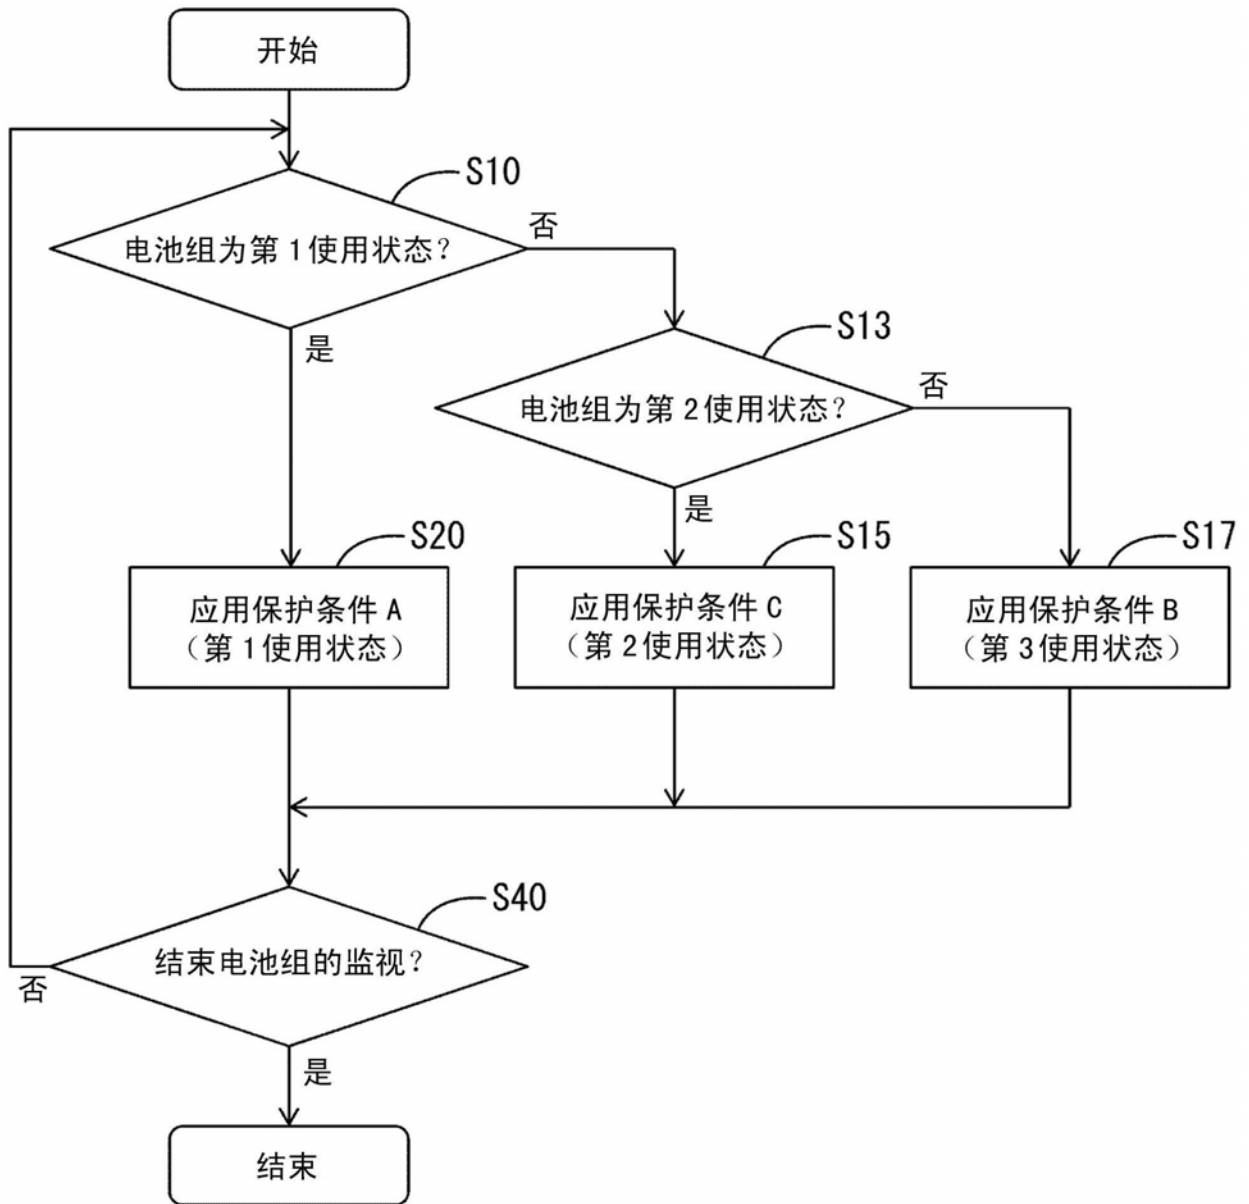 开始
S10
电池组为第1使用状态？
否
是
S13
电池组为第2使用状态？
否
是
S20
应用保护条件A
（第1使用状态）
S15
应用保护条件C
（第2使用状态）
S17
应用保护条件B
（第3使用状态）
S40
结束电池组的监视？
否
是
结束